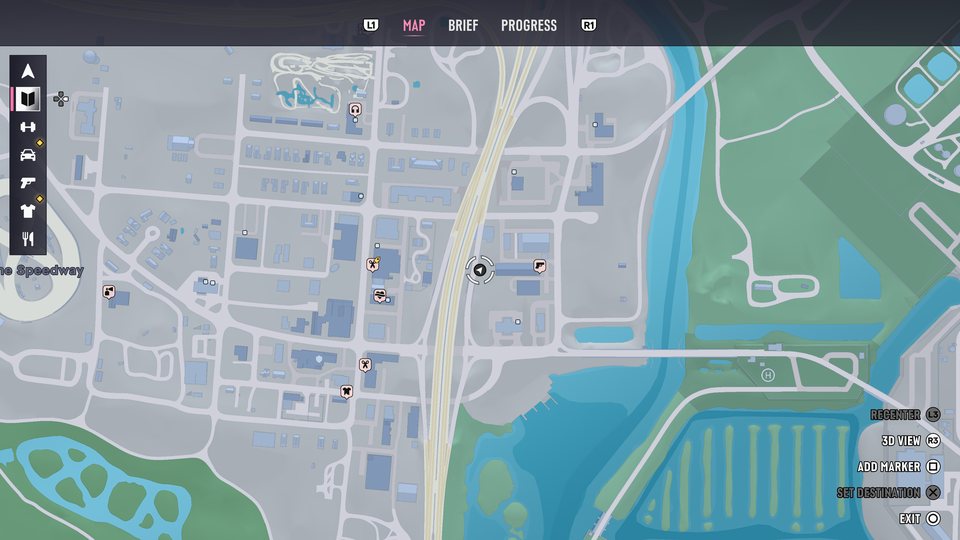 L1 MAP BRIEF PROGRESS R1
ne Speedway
H
RECENTER L3
3D VIEW R3
ADD MARKER
SET DESTINATION
EXIT